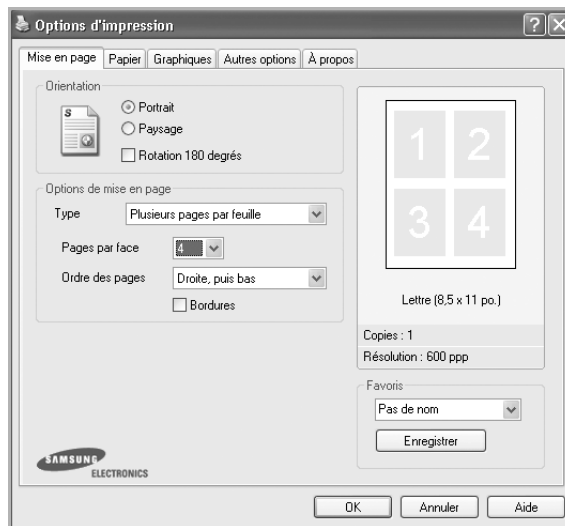 Options d'impression
Mise en page Papier Graphiques Autres options À propos
Orientation
S
Portrait
Paysage
Rotation 180 degrés
Options de mise en page
Type Plusieurs pages par feuille
Pages par face 4
Ordre des pages Droite, puis bas
Bordures
1 2
3 4
Lettre (8,5 x 11 po.)
Copies : 1
Résolution : 600 ppp
Favoris
Pas de nom
Enregistrer
SAMSUNG
ELECTRONICS
OK Annuler Aide